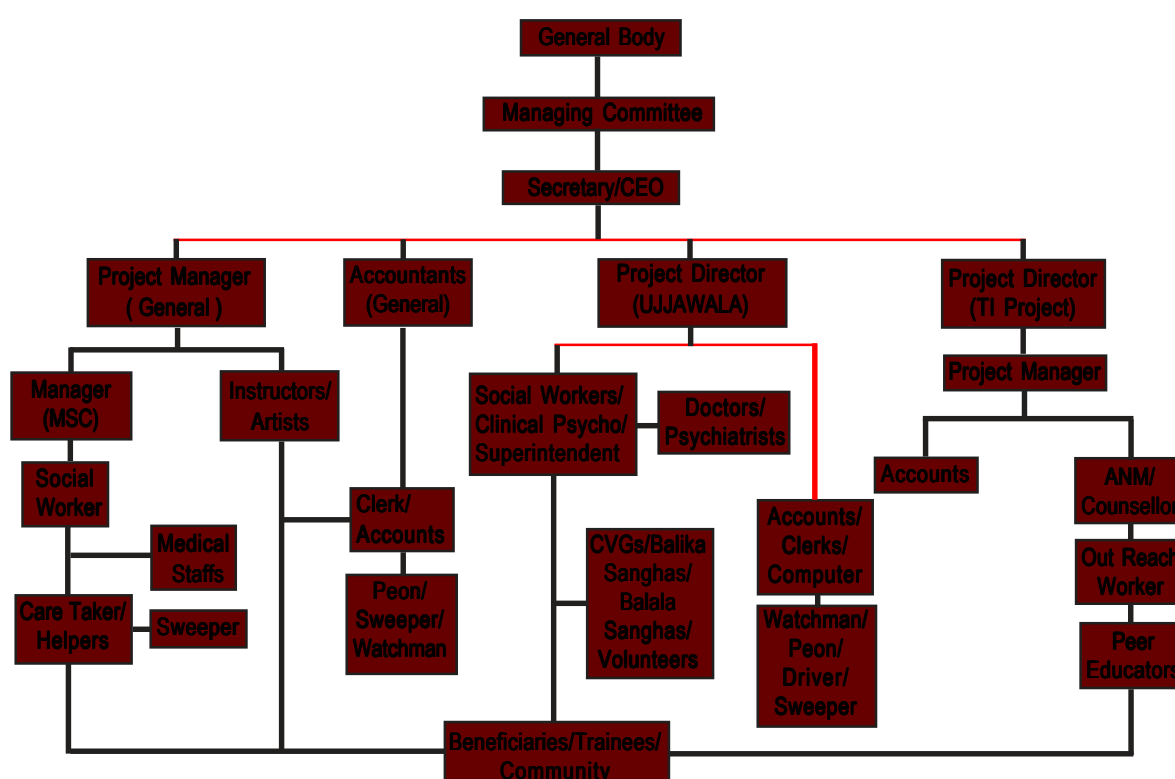 General Body
Managing Committee
Secretary/CEO
Project Manager
( General )
Accountants
(General)
Project Director
(UJJAWALA)
Project Director
(TI Project)
Project Manager
Manager
(MSC)
Instructors/
Artists
Social Workers/
Clinical Psycho/
Superintendent
Doctors/
Psychiatrists
Accounts
ANM/
Counsellor
Social
Worker
Clerk/
Accounts
Accounts/
Clerks/
Computer
Medical
Staffs
CVGs/Balika
Sanghas/
Balala
Sanghas/
Volunteers
Out Reach
Worker
Peon/
Sweeper/
Watchman
Care Taker/
Helpers
Sweeper
Watchman/
Peon/
Driver/
Sweeper
Peer
Educators
Beneficiaries/Trainees/
Community